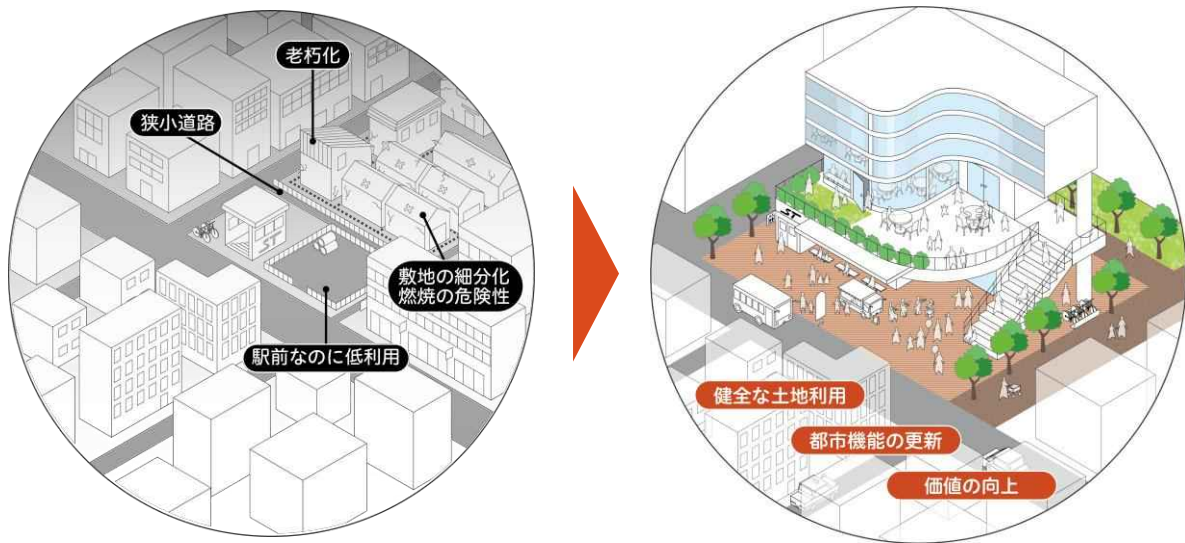 老朽化
狭小道路
ST
敷地の細分化
燃焼の危険性
駅前なのに低利用
ST
健全な土地利用
都市機能の更新
価値の向上